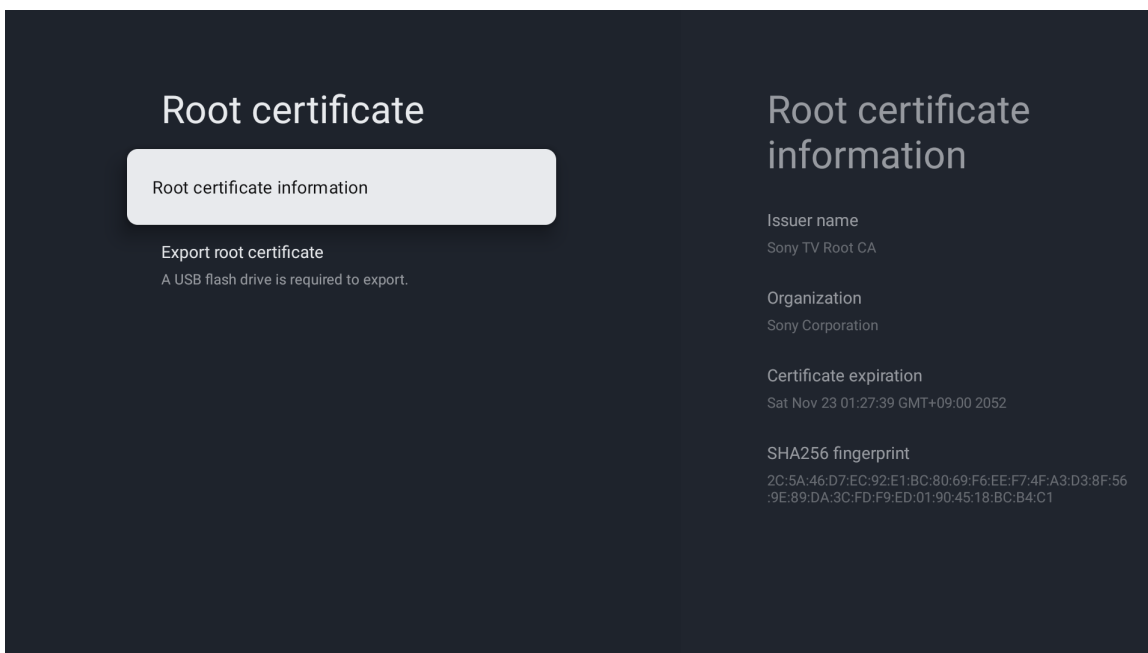 Root certificate
Root certificate information
Export root certificate
A USB flash drive is required to export.
Root certificate
information
Issuer name
Sony TV Root CA
Organization
Sony Corporation
Certificate expiration
Sat Nov 23 01:27:39 GMT+09:00 2052
SHA256 fingerprint
2C:5A:46:D7:EC:92:E1:BC:80:69:F6:EE:F7:4F:A3:D3:8F:56
:9E:89:DA:3C:FD:F9:ED:01:90:45:18:BC:B4:C1